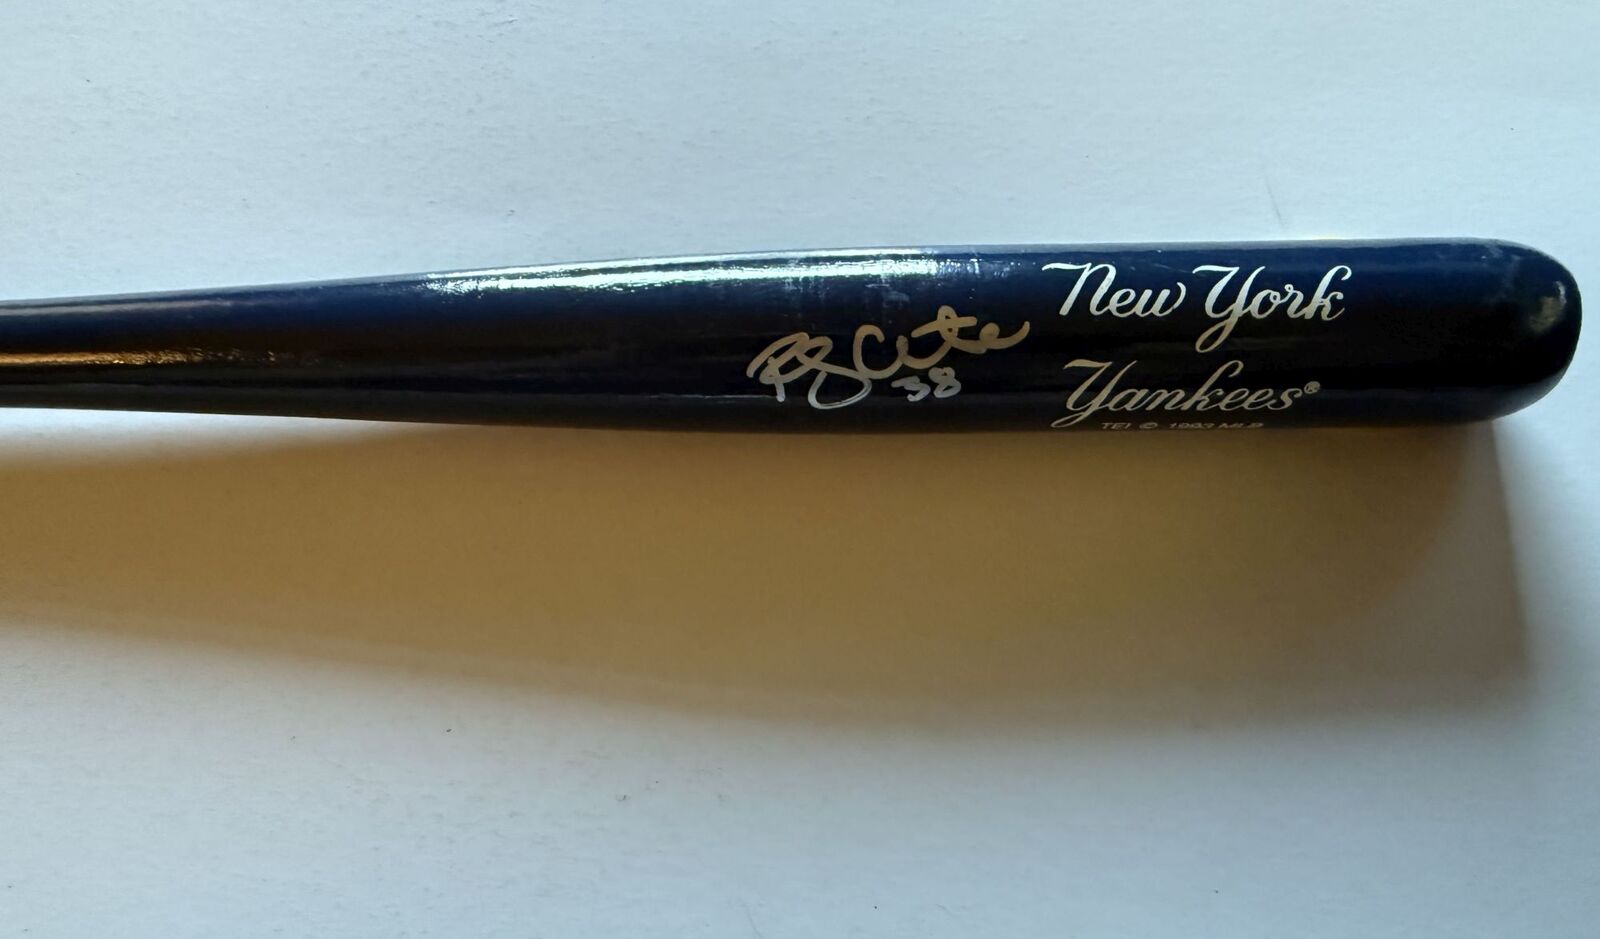 New York
Yankees®
TEI © 1993 MLB
38